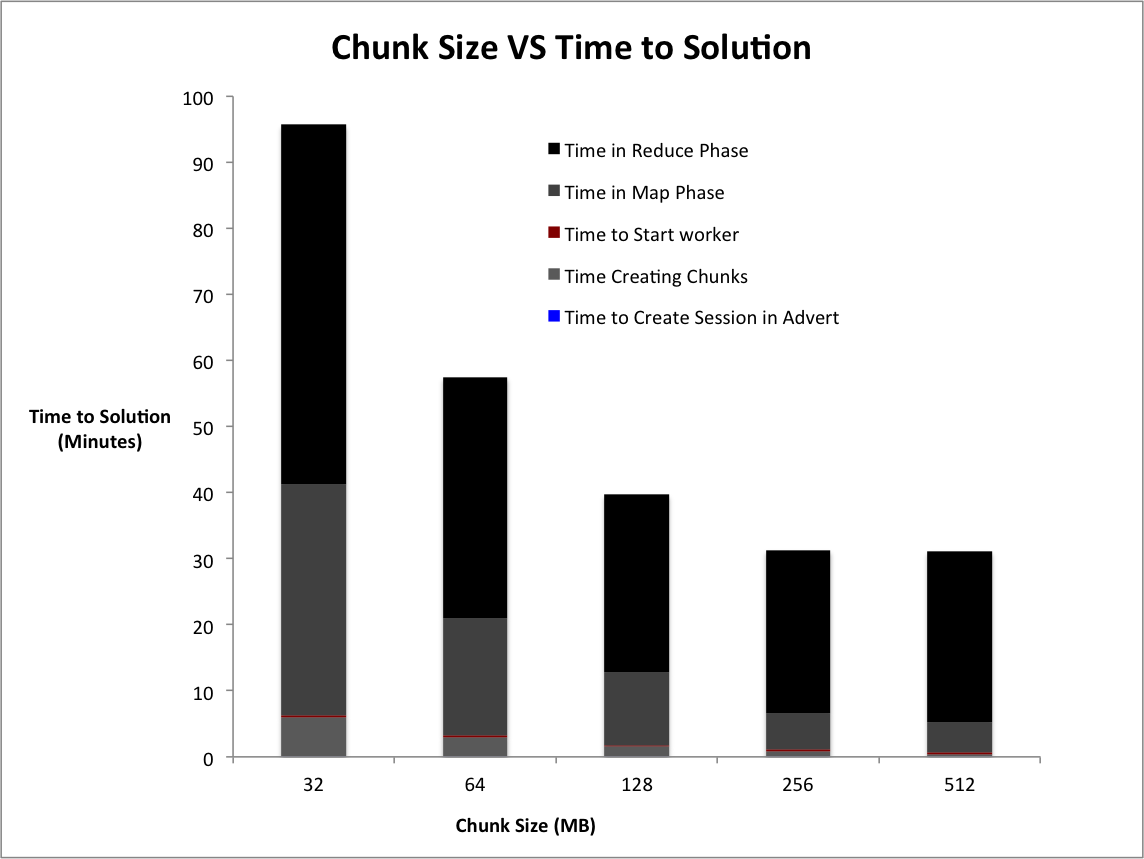 Chunk Size VS Time to Solution
100
90
80
70
60
50
40
30
20
10
0
Time to Solution
(Minutes)
Time in Reduce Phase
Time in Map Phase
Time to Start worker
Time Creating Chunks
Time to Create Session in Advert
32
64
128
256
512
Chunk Size (MB)